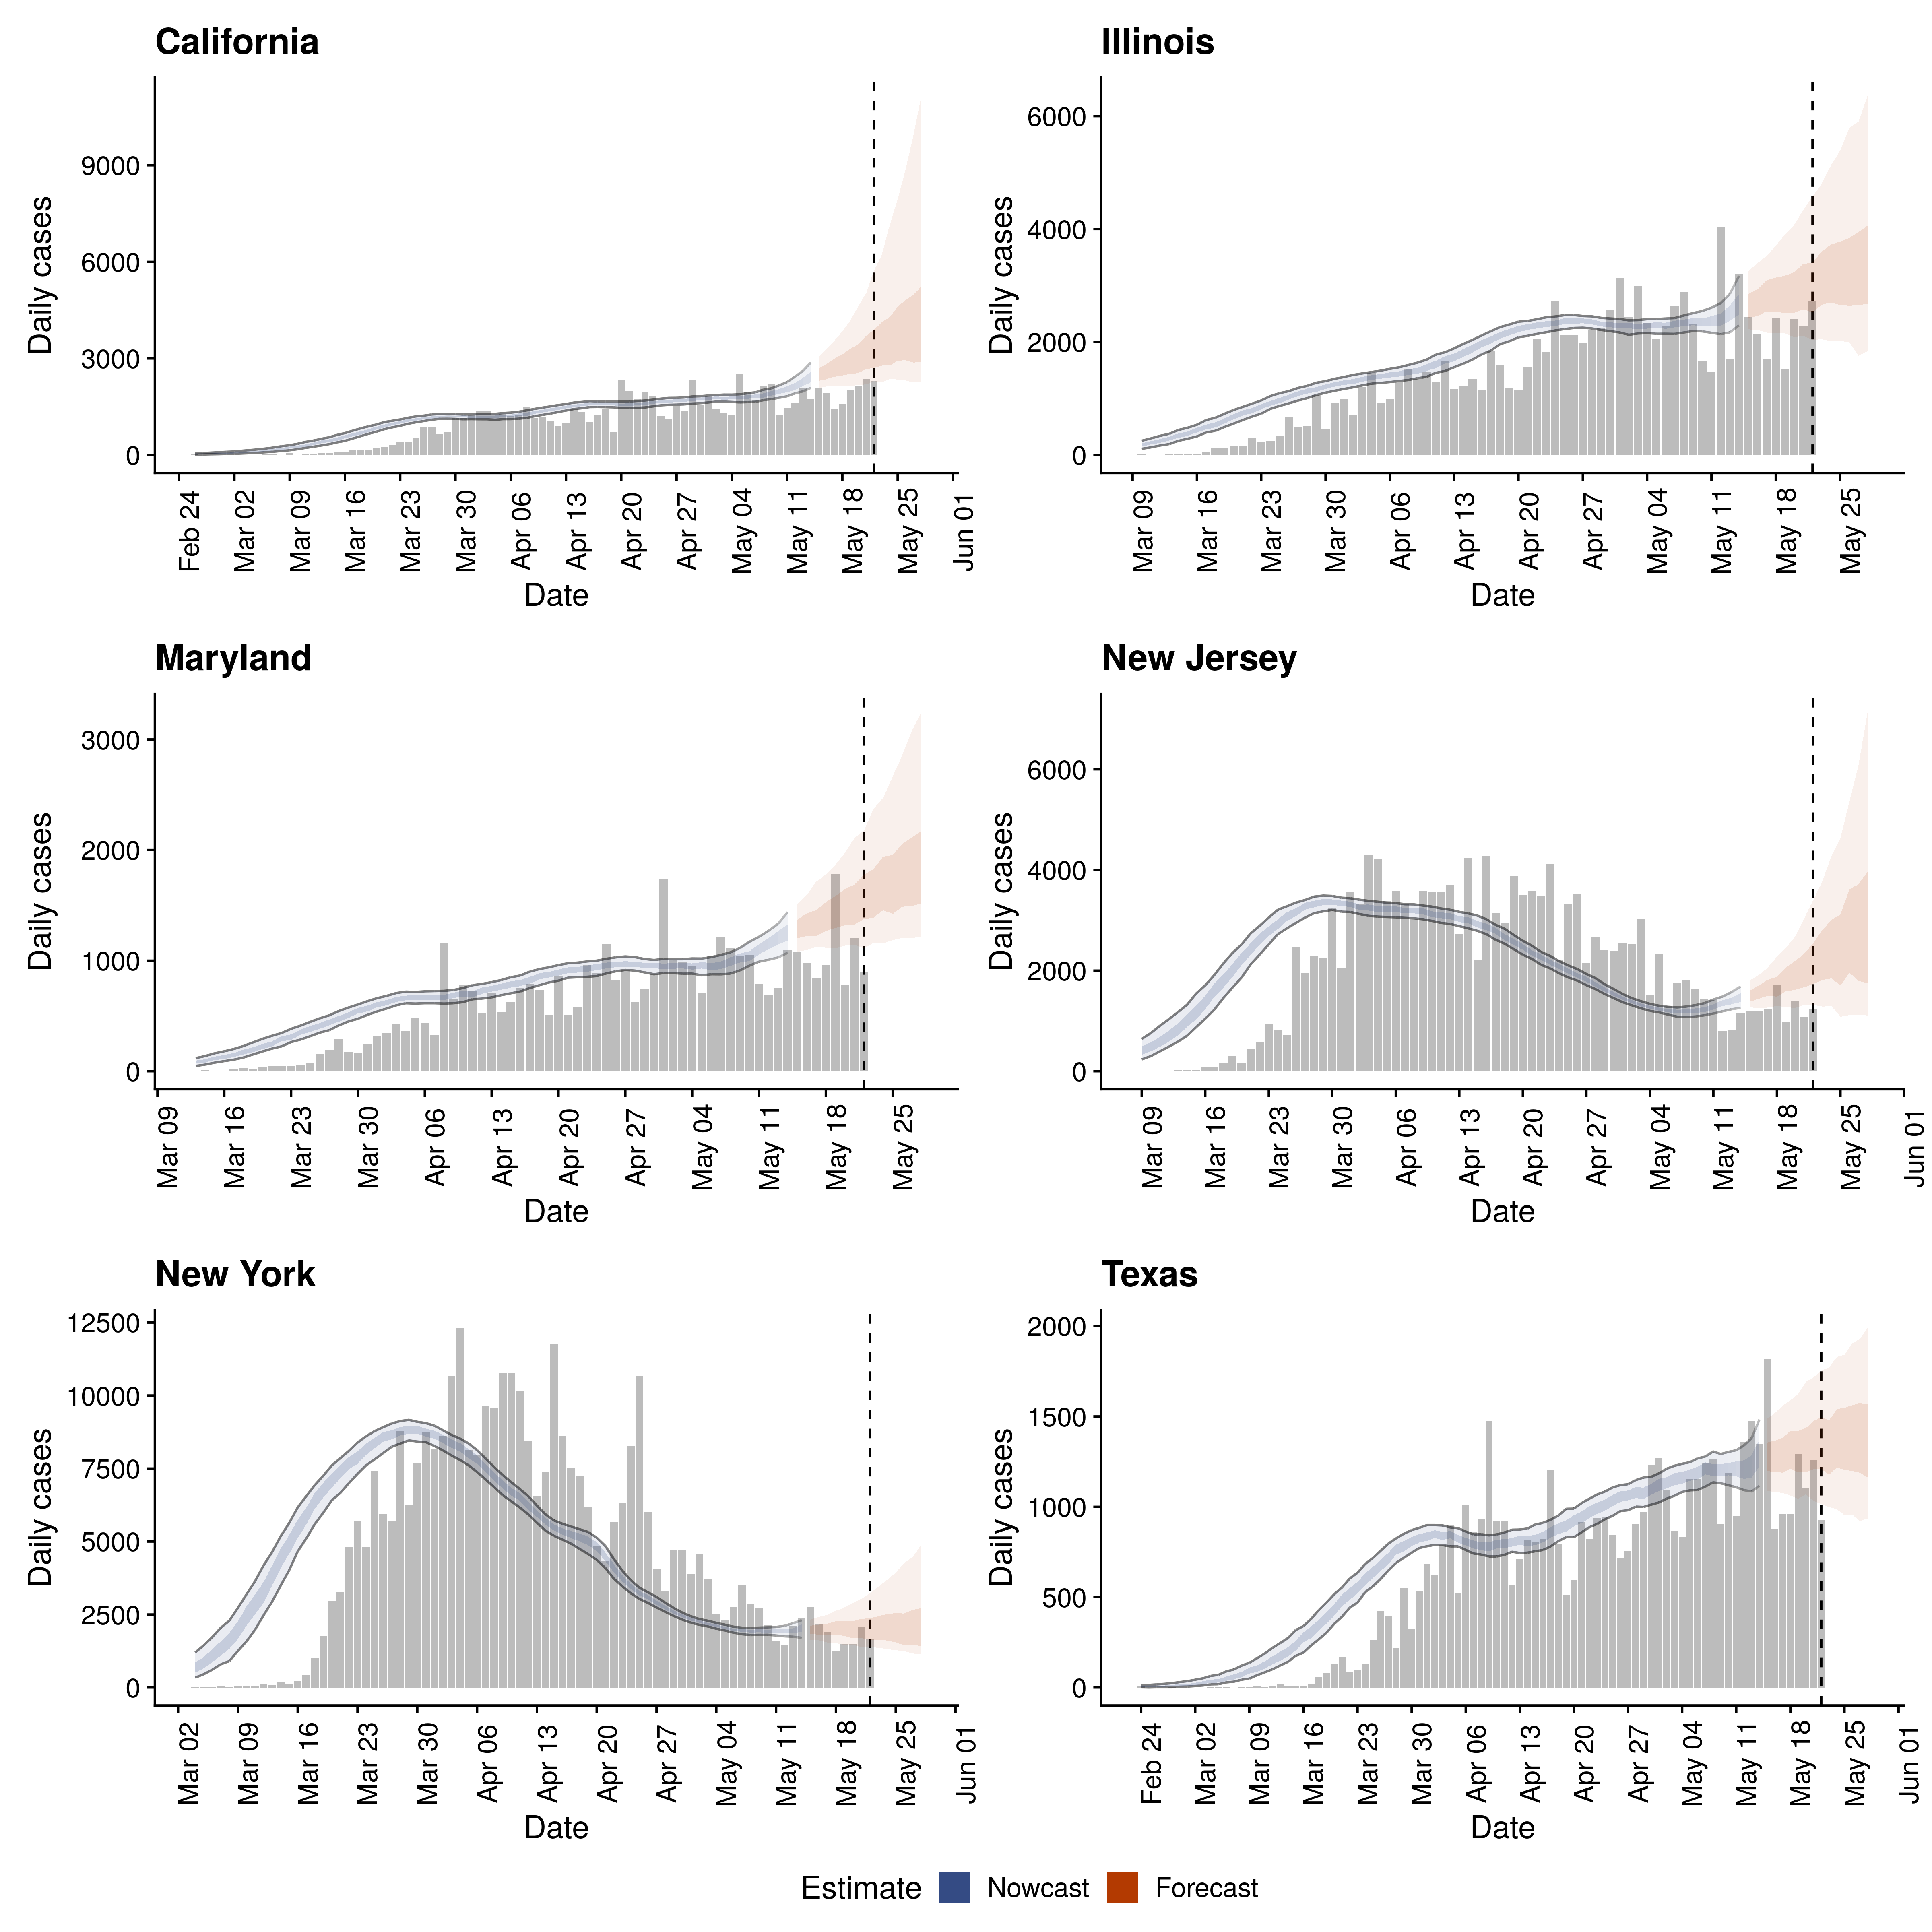 California
Daily cases
9000
6000
3000
0
Feb 24
Mar 02
Mar 09
Mar 16
Mar 23
Mar 30
Apr 06
Apr 13
Apr 20
Apr 27
May 04
May 11
May 18
May 25
Jun 01
Date
Illinois
Daily cases
6000
4000
2000
0
Mar 09
Mar 16
Mar 23
Mar 30
Apr 06
Apr 13
Apr 20
Apr 27
May 04
May 11
May 18
May 25
Date
Maryland
Daily cases
3000
2000
1000
0
Mar 09
Mar 16
Mar 23
Mar 30
Apr 06
Apr 13
Apr 20
Apr 27
May 04
May 11
May 18
May 25
Date
New Jersey
Daily cases
6000
4000
2000
0
Mar 09
Mar 16
Mar 23
Mar 30
Apr 06
Apr 13
Apr 20
Apr 27
May 04
May 11
May 18
May 25
Jun 01
Date
New York
Daily cases
12500
10000
7500
5000
2500
0
Mar 02
Mar 09
Mar 16
Mar 23
Mar 30
Apr 06
Apr 13
Apr 20
Apr 27
May 04
May 11
May 18
May 25
Jun 01
Date
Texas
Daily cases
2000
1500
1000
500
0
Feb 24
Mar 02
Mar 09
Mar 16
Mar 23
Mar 30
Apr 06
Apr 13
Apr 20
Apr 27
May 04
May 11
May 18
May 25
Jun 01
Date
Estimate Nowcast Forecast